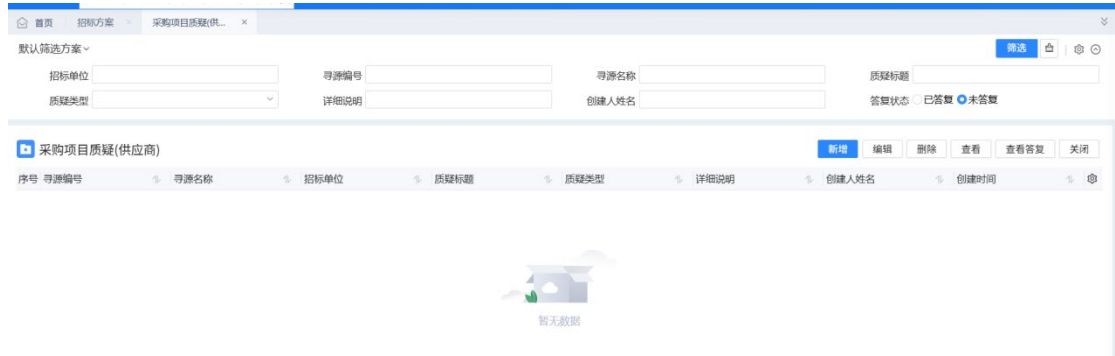 首页 招标方案 × 采购项目质疑(供... ×
默认筛选方案 筛选
招标单位 寻源编号 寻源名称 质疑标题
质疑类型 详细说明 创建人姓名 答复状态 已答复 未答复
采购项目质疑(供应商) 新增 编辑 删除 查看 查看答复 关闭
序号 寻源编号 寻源名称 招标单位 质疑标题 质疑类型 详细说明 创建人姓名 创建时间
暂无数据